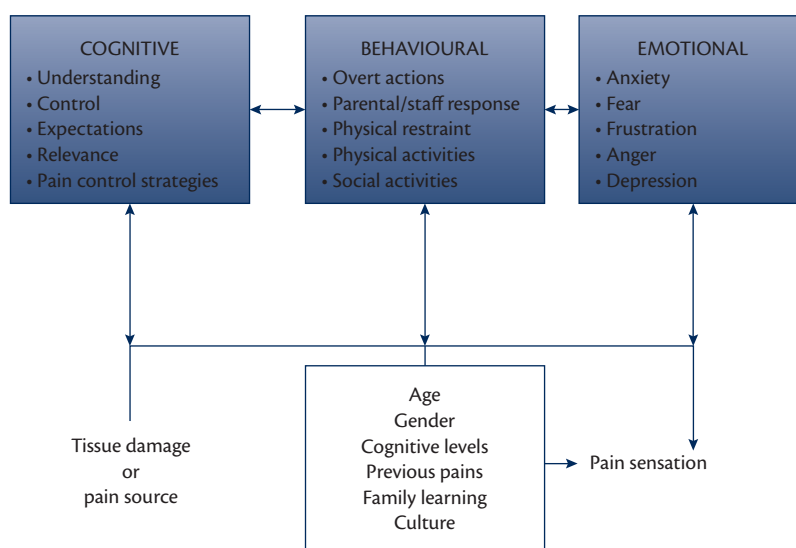 COGNITIVE
• Understanding
• Control
• Expectations
• Relevance
• Pain control strategies
BEHAVIOURAL
• Overt actions
• Parental/staff response
• Physical restraint
• Physical activities
• Social activities
EMOTIONAL
• Anxiety
• Fear
• Frustration
• Anger
• Depression
Tissue damage
or
pain source
Age
Gender
Cognitive levels
Previous pains
Family learning
Culture
Pain sensation